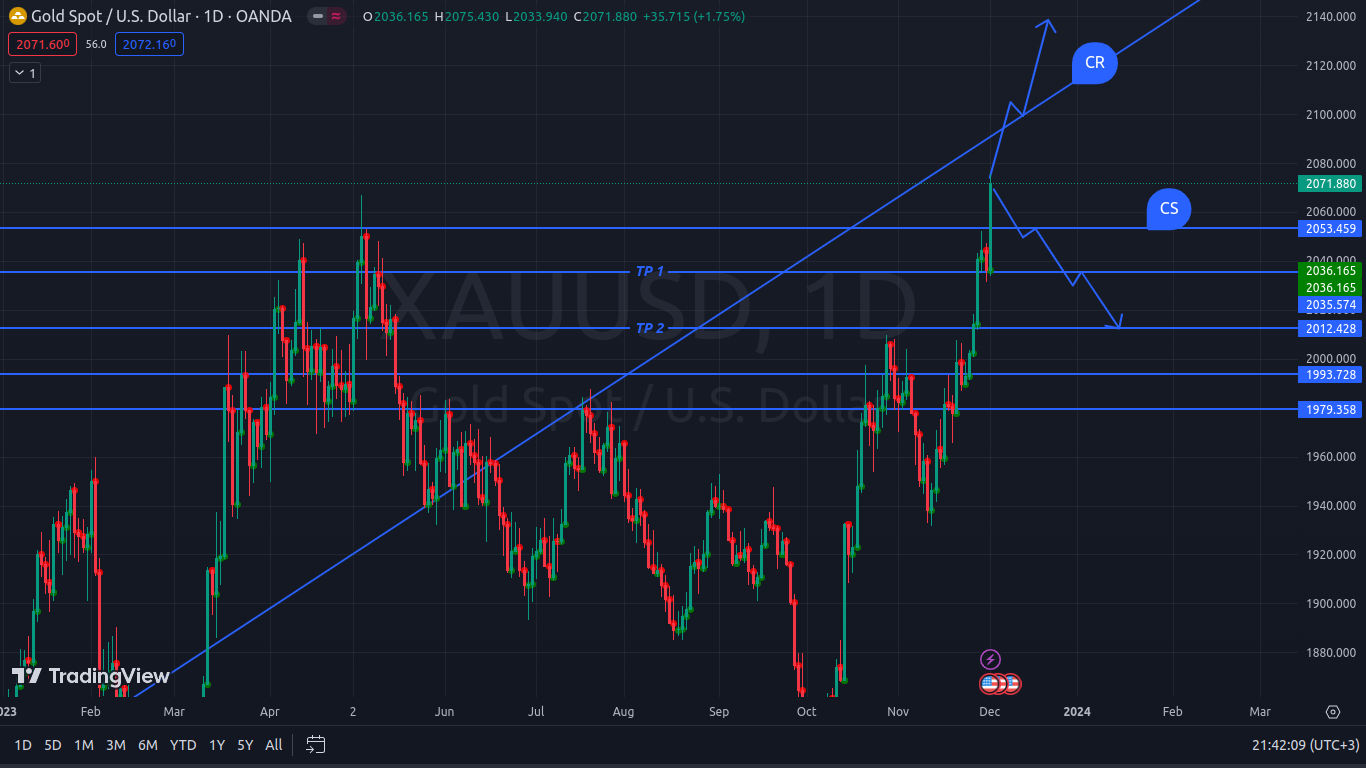 Gold Spot / U.S. Dollar · 1D · OANDA O2036.165 H2075.430 L2033.940 C2071.880 +35.715 (+1.75%)
2071.600 56.0 2072.160
1
2140.000
CR
2120.000
2100.000
2080.000
2071.880
CS
2060.000
2053.459
2040.000
TP 1
2036.165
2036.165
2035.574
XAUUSD, 1D
TP 2
2012.428
2000.000
1993.728
Gold Spot / U.S. Dollar
1979.358
1960.000
1940.000
1920.000
1900.000
1880.000
TradingView
023 Feb Mar Apr 2 Jun Jul Aug Sep Oct Nov Dec 2024 Feb Mar
1D 5D 1M 3M 6M YTD 1Y 5Y All 21:42:09 (UTC+3)